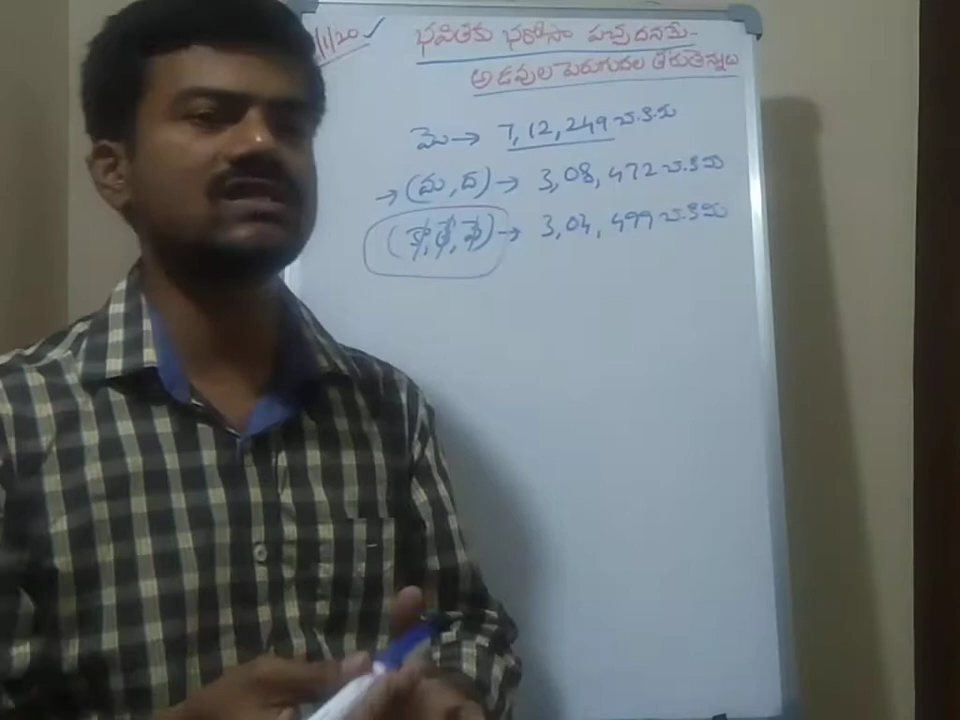 /1/20 ✓
భవితకు భరోసా పచ్చదనమే-
అడవుల పెరుగుదల తీరుతెన్నులు
మొ → 7,12,249 చ.కి.మీ
→ (మ, ద) → 3,08,472 చ.కి.మీ
→ 3,04,499 చ.కి.మీ